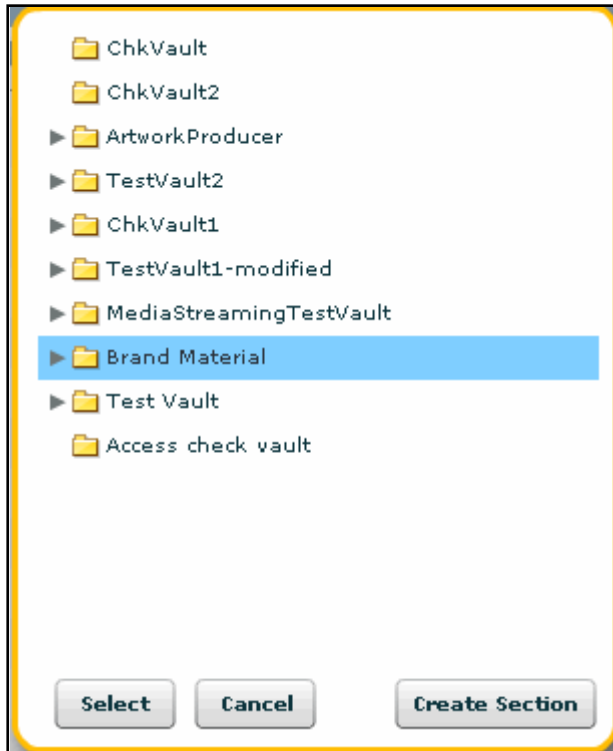 ChkVault
ChkVault2
ArtworkProducer
TestVault2
ChkVault1
TestVault1-modified
MediaStreamingTestVault
Brand Material
Test Vault
Access check vault
Select Cancel Create Section